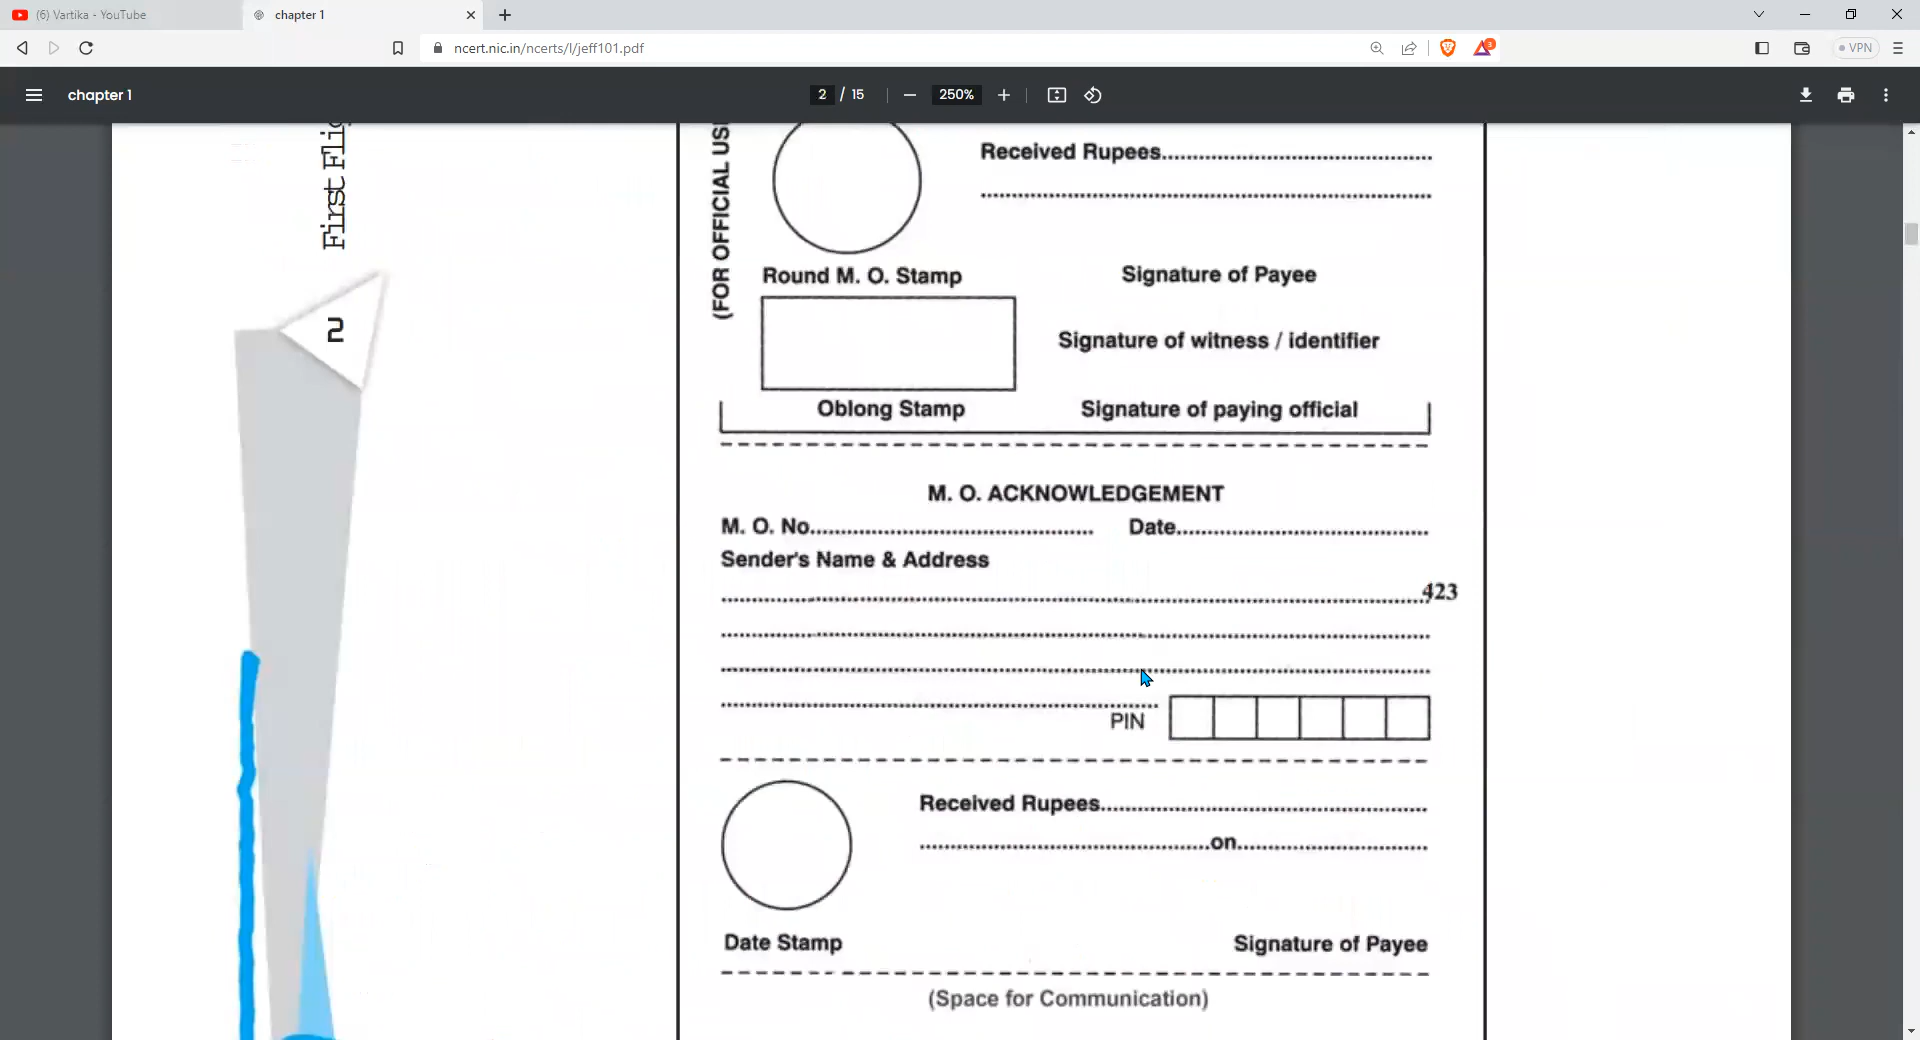 (6) Vartika - YouTube
chapter 1
ncert.nic.in/ncerts/l/jeff101.pdf
3
VPN
chapter 1
2 / 15
250%
First
2
(FOR OFFICIAL
Received Rupees
Round M. O. Stamp
Signature of Payee
Signature of witness / identifier
Oblong Stamp
Signature of paying official
M. O. ACKNOWLEDGEMENT
M. O. No. Date
Sender's Name & Address
423
PIN
Received Rupees
on
Date Stamp
Signature of Payee
(Space for Communication)